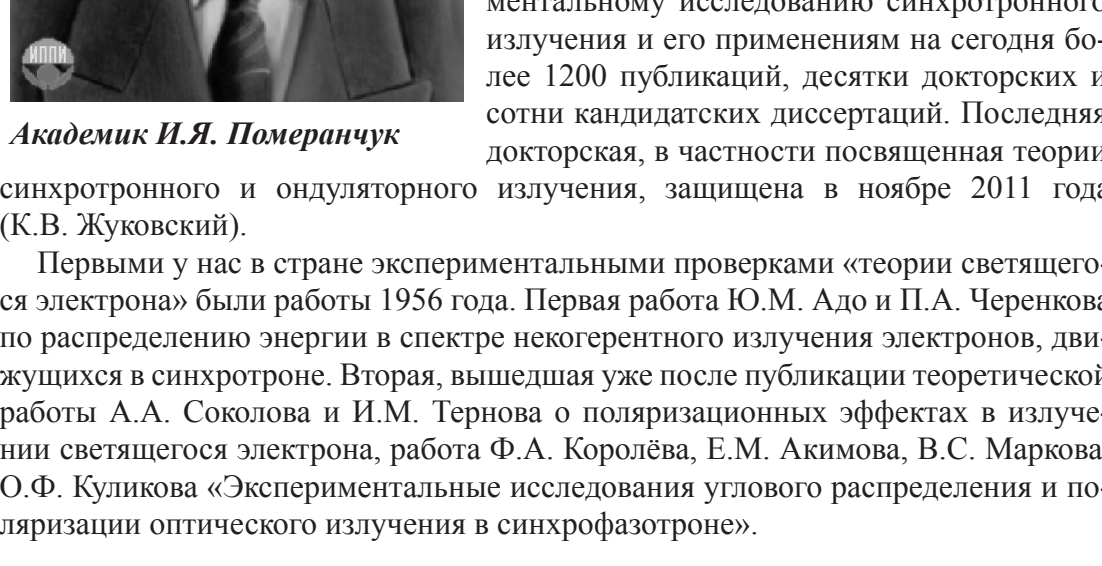 ментальному исследованию синхротронного
излучения и его применениям на сегодня бо-
лее 1200 публикаций, десятки докторских и
сотни кандидатских диссертаций. Последняя
докторская, в частности посвященная теории
ИППИ
Академик И.Я. Померанчук
синхротронного и ондуляторного излучения, защищена в ноябре 2011 года
(К.В. Жуковский).
Первыми у нас в стране экспериментальными проверками «теории светящего-
ся электрона» были работы 1956 года. Первая работа Ю.М. Адо и П.А. Черенкова
по распределению энергии в спектре некогерентного излучения электронов, дви-
жущихся в синхротроне. Вторая, вышедшая уже после публикации теоретической
работы А.А. Соколова и И.М. Тернова о поляризационных эффектах в излуче-
нии светящегося электрона, работа Ф.А. Королёва, Е.М. Акимова, В.С. Маркова
О.Ф. Куликова «Экспериментальные исследования углового распределения и по-
ляризации оптического излучения в синхрофазотроне».